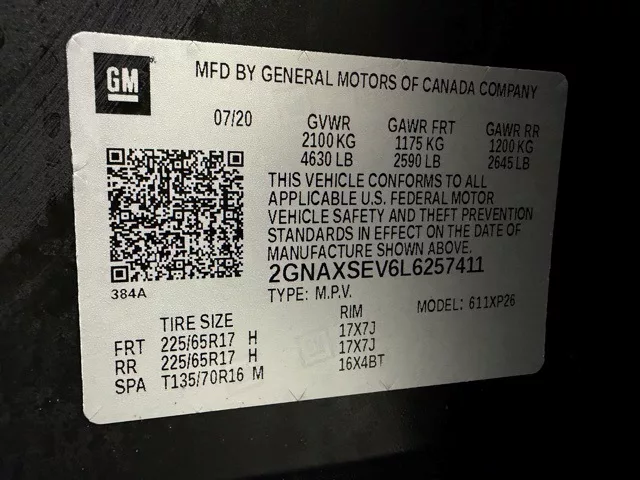 GM
MFD BY GENERAL MOTORS OF CANADA COMPANY
07/20 GVWR GAWR FRT GAWR RR
2100 KG 1175 KG 1200 KG
4630 LB 2590 LB 2645 LB
THIS VEHICLE CONFORMS TO ALL
APPLICABLE U.S. FEDERAL MOTOR
VEHICLE SAFETY AND THEFT PREVENTION
STANDARDS IN EFFECT ON THE DATE OF
MANUFACTURE SHOWN ABOVE.
2GNAXSEV6L6257411
384A
TYPE: M.P.V. MODEL: 611XP26
TIRE SIZE RIM
FRT 225/65R17 H 17X7J
RR 225/65R17 H 17X7J
SPA T135/70R16 M 16X4BT